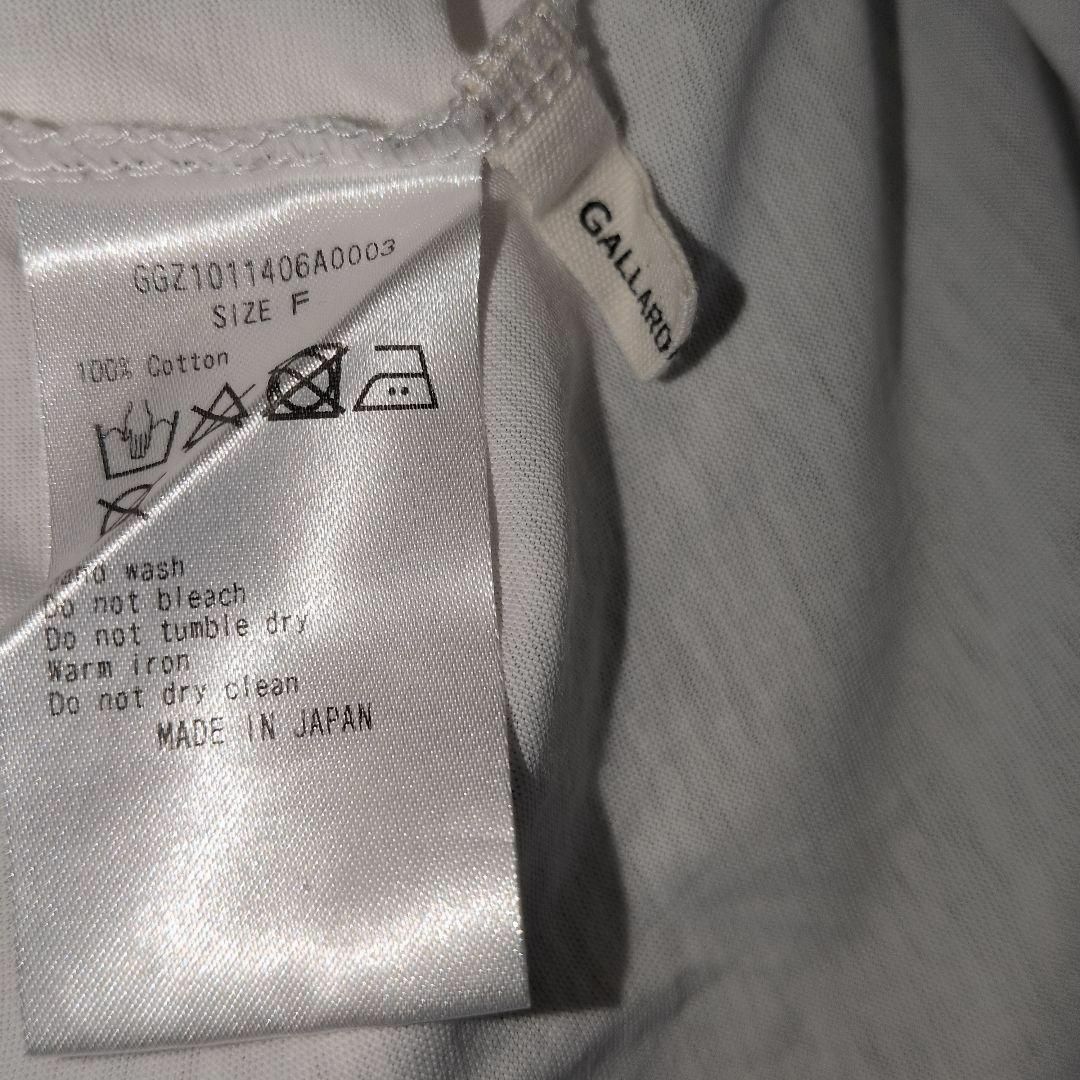 GGZ1011406A0003
SIZE F
100% Cotton
wash
Do not bleach
Do not tumble dry
Warm iron
Do not dry clean
MADE IN JAPAN